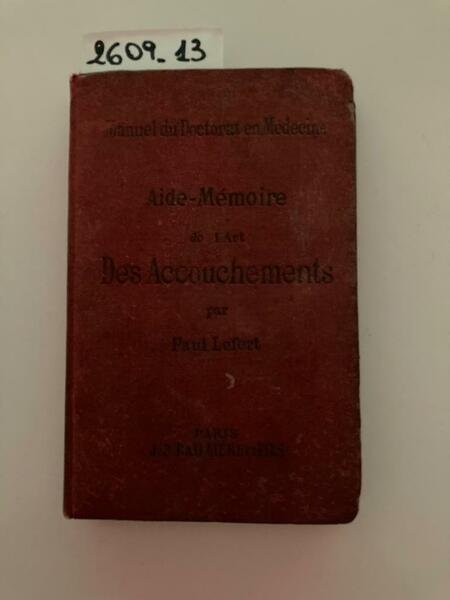 2609_13
Manuel du Doctorat en Médecine
Aide-Mémoire
de l'Art
Des Accouchements
par
Paul Lefert
PARIS
J.-B. BAILLIÈRE et FILS